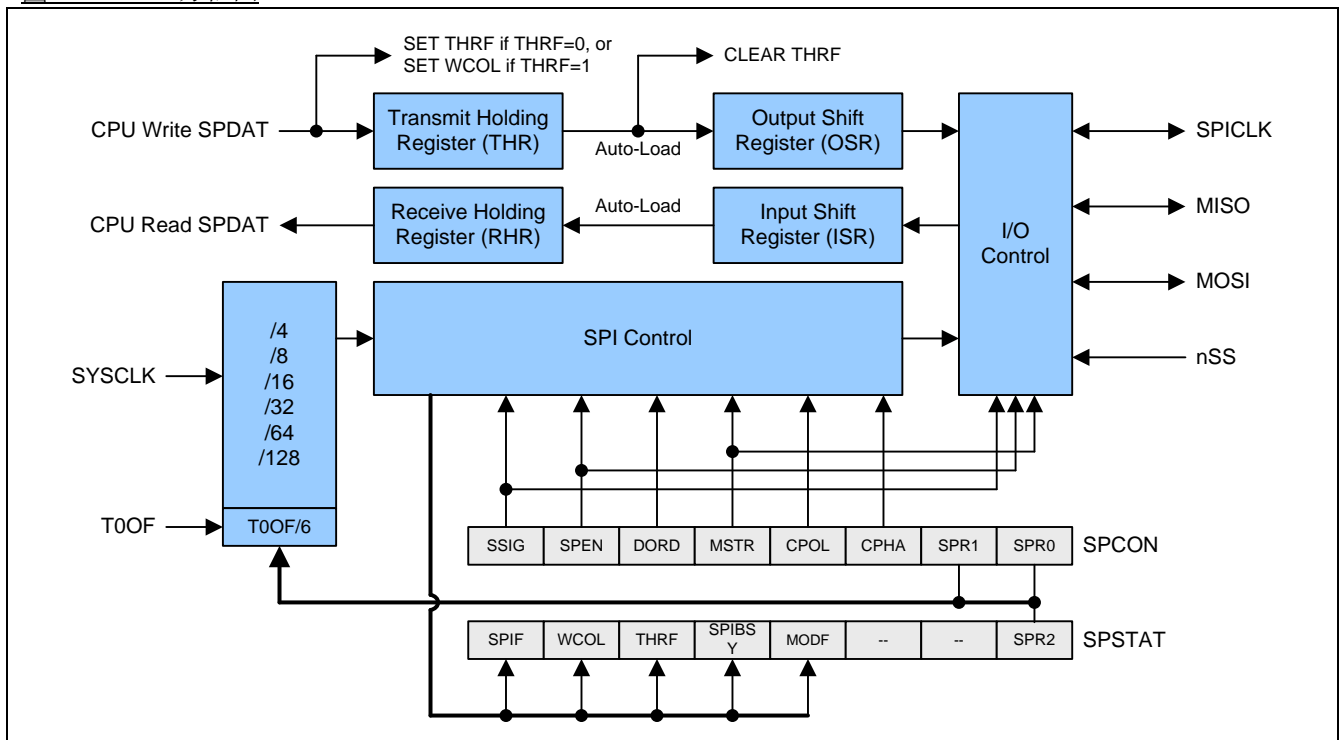 SET THRF if THRF=0, or
SET WCOL if THRF=1
CLEAR THRF
CPU Write SPDAT
Transmit Holding
Register (THR)
Auto-Load
Output Shift
Register (OSR)
SPICLK
CPU Read SPDAT
Receive Holding
Register (RHR)
Auto-Load
Input Shift
Register (ISR)
I/O
Control
MISO
MOSI
nSS
SYSCLK
/4
/8
/16
/32
/64
/128
SPI Control
T0OF
T0OF/6
SSIG SPEN DORD MSTR CPOL CPHA SPR1 SPR0 SPCON
SPIF WCOL THRF SPIBS
Y MODF -- -- SPR2 SPSTAT